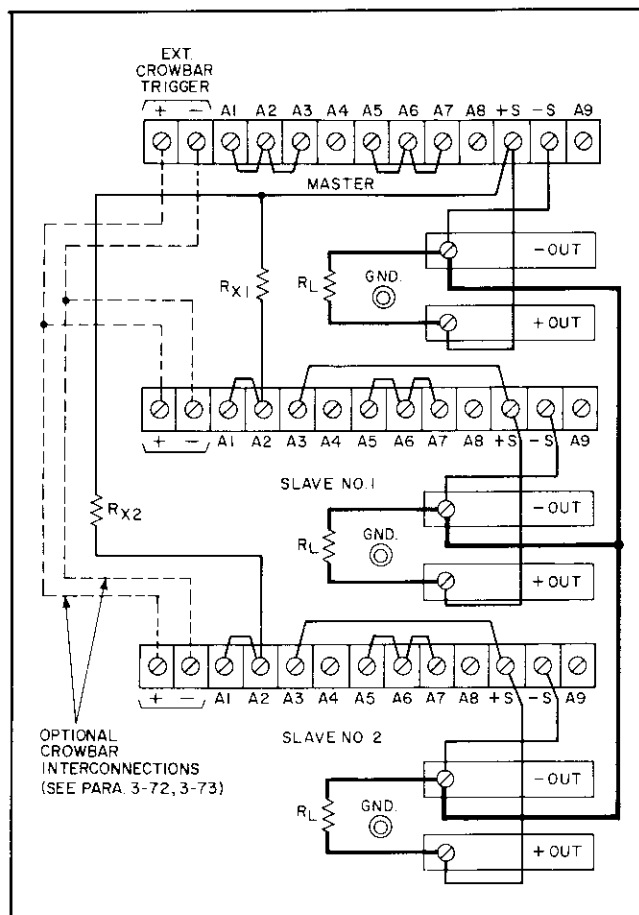 EXT.
CROWBAR
TRIGGER
+ − A1 A2 A3 A4 A5 A6 A7 A8 +S −S A9
MASTER
−OUT
RX1
RL
GND.
+OUT
+ − A1 A2 A3 A4 A5 A6 A7 A8 +S −S A9
SLAVE NO. 1
−OUT
RX2
RL
GND.
+OUT
+ − A1 A2 A3 A4 A5 A6 A7 A8 +S −S A9
OPTIONAL
CROWBAR
INTERCONNECTIONS
(SEE PARA. 3-72, 3-73)
SLAVE NO 2
−OUT
RL
GND.
+OUT